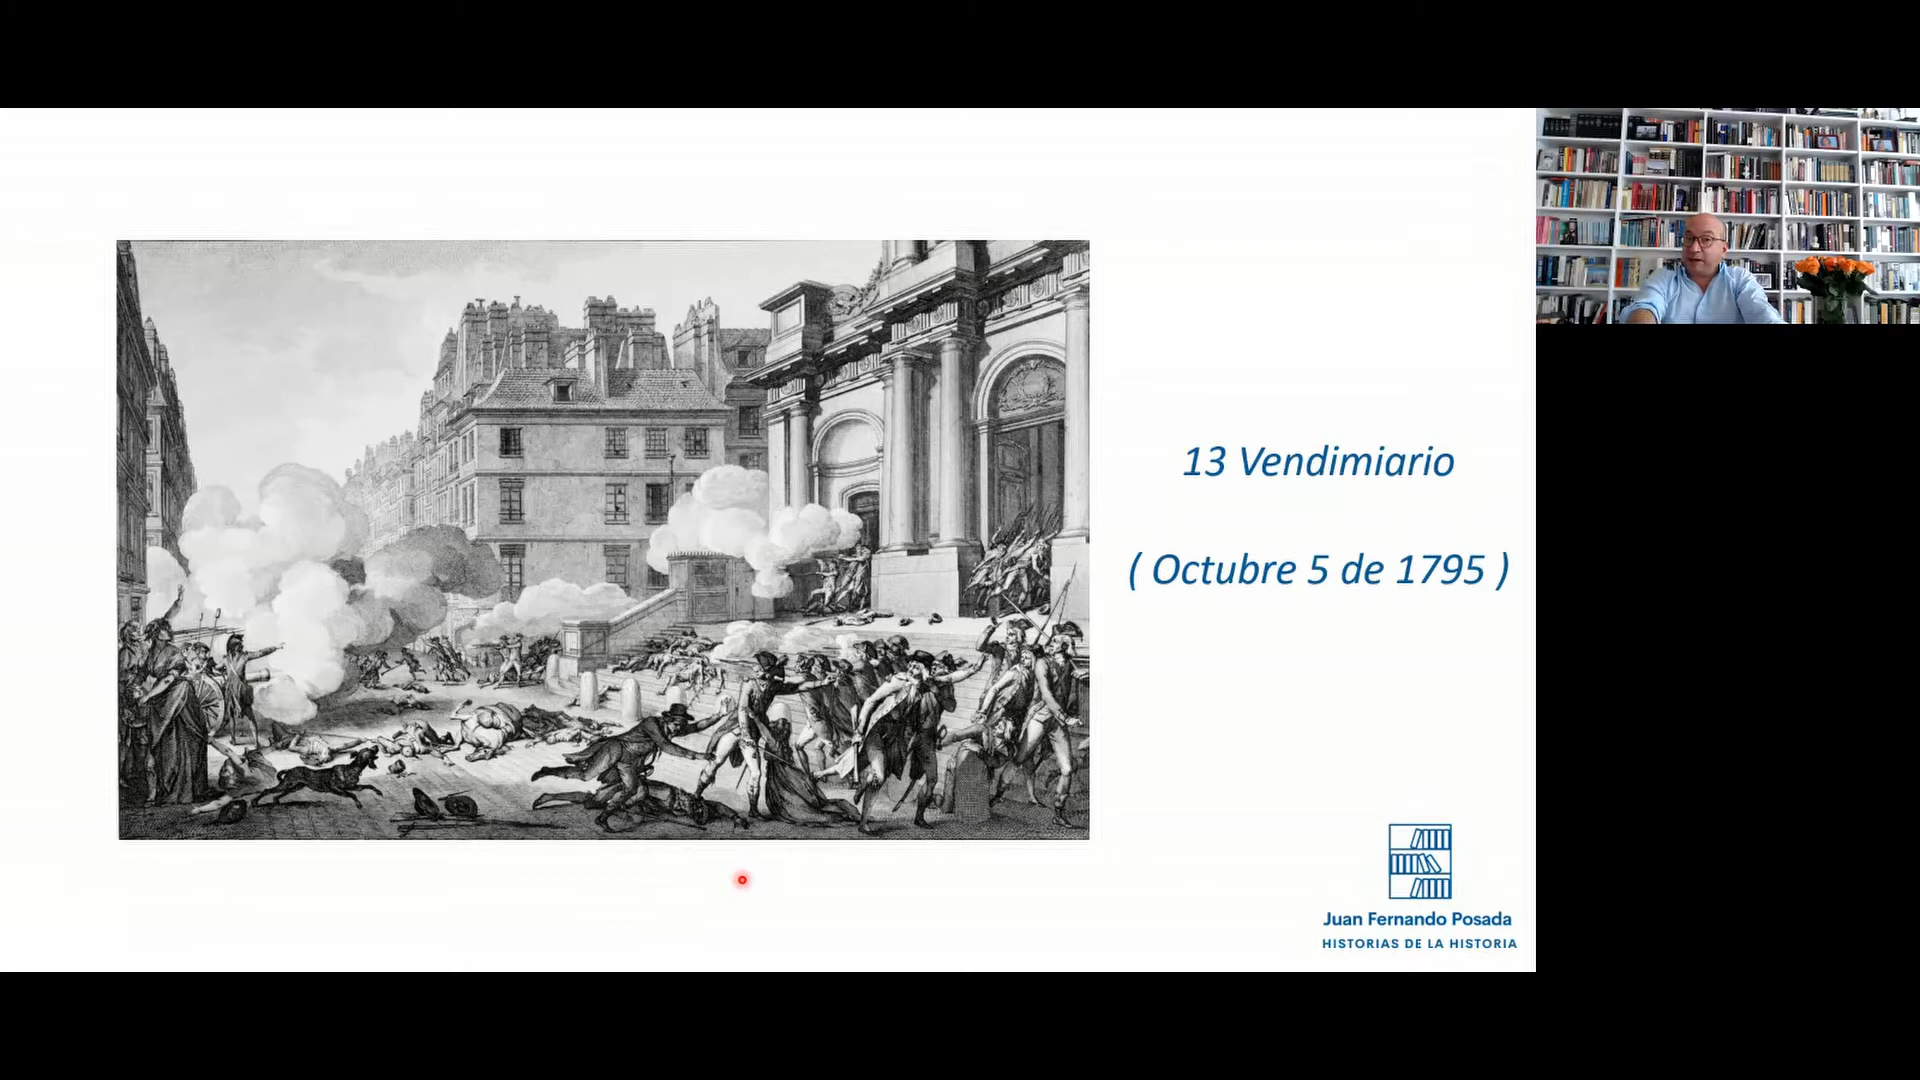 13 Vendimiario
( Octubre 5 de 1795 )
Juan Fernando Posada
HISTORIAS DE LA HISTORIA